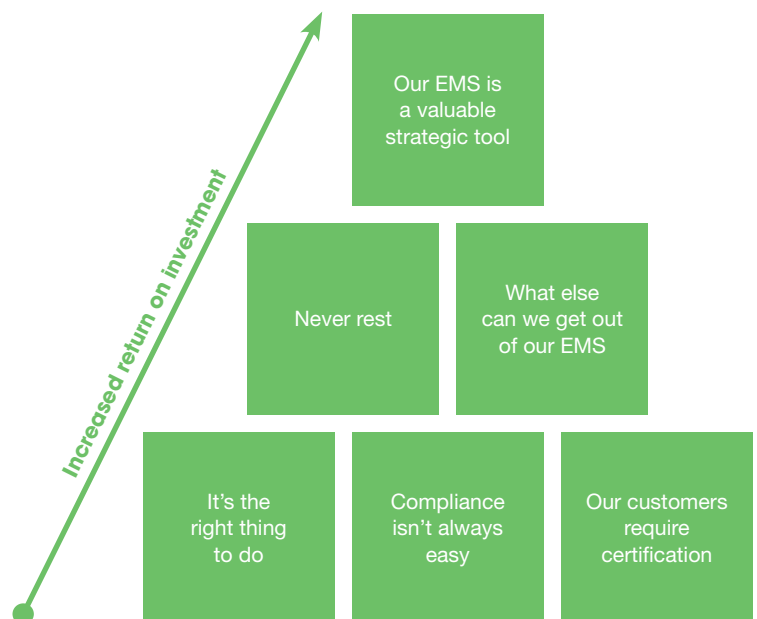 Our EMS is
a valuable
strategic tool
Increased return on investment
Never rest
What else
can we get out
of our EMS
It's the
right thing
to do
Compliance
isn't always
easy
Our customers
require
certification